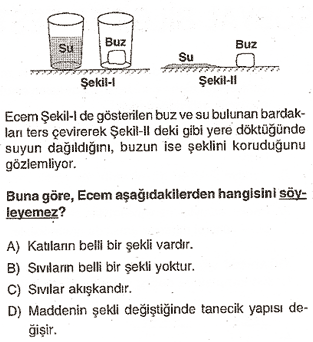 Su Buz Su Buz
Şekil-I Şekil-II
Ecem Şekil-I de gösterilen buz ve su bulunan bardak-
ları ters çevirerek Şekil-II deki gibi yere döktüğünde
suyun dağıldığını, buzun ise şeklini koruduğunu
gözlemliyor.
Buna göre, Ecem aşağıdakilerden hangisini söy-
leyemez?
A) Katıların belli bir şekli vardır.
B) Sıvıların belli bir şekli yoktur.
C) Sıvılar akışkandır.
D) Maddenin şekli değiştiğinde tanecik yapısı de-
ğişir.